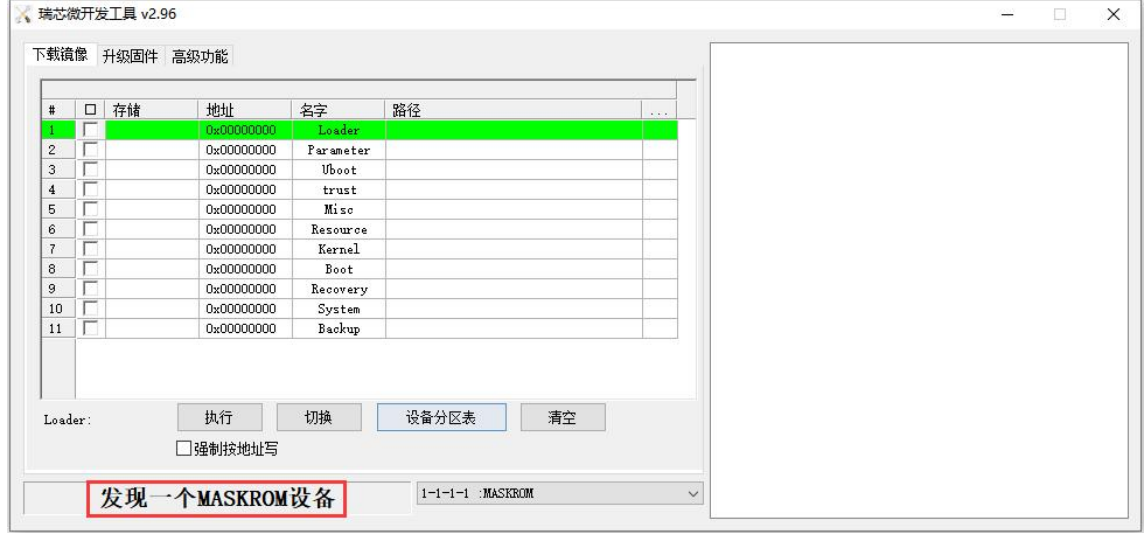 瑞芯微开发工具 v2.96
下载镜像 升级固件 高级功能
# 存储 地址 名字 路径 ...
1 0x00000000 Loader
2 0x00000000 Parameter
3 0x00000000 Uboot
4 0x00000000 trust
5 0x00000000 Misc
6 0x00000000 Resource
7 0x00000000 Kernel
8 0x00000000 Boot
9 0x00000000 Recovery
10 0x00000000 System
11 0x00000000 Backup
Loader: 执行 切换 设备分区表 清空
强制按地址写
发现一个MASKROM设备 1-1-1-1 :MASKROM